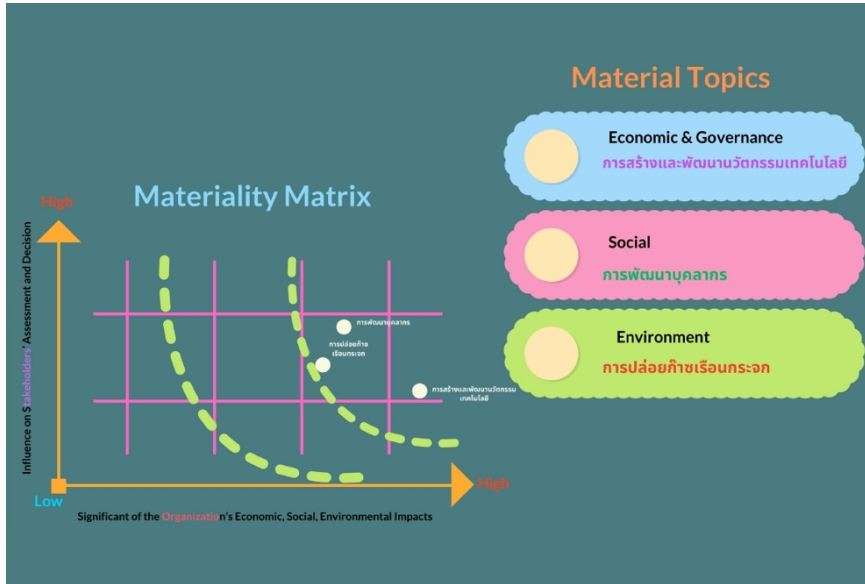 Material Topics
Economic & Governance
การสร้างและพัฒนานวัตกรรมเทคโนโลยี
Social
การพัฒนาบุคลากร
Environment
การปล่อยก๊าซเรือนกระจก
Materiality Matrix
High
Influence on Stakeholders' Assessment and Decision
การพัฒนาบุคลากร
การปล่อยก๊าซ
เรือนกระจก
การสร้างและพัฒนานวัตกรรม
เทคโนโลยี
High
Low
Significant of the Organization's Economic, Social, Environmental Impacts